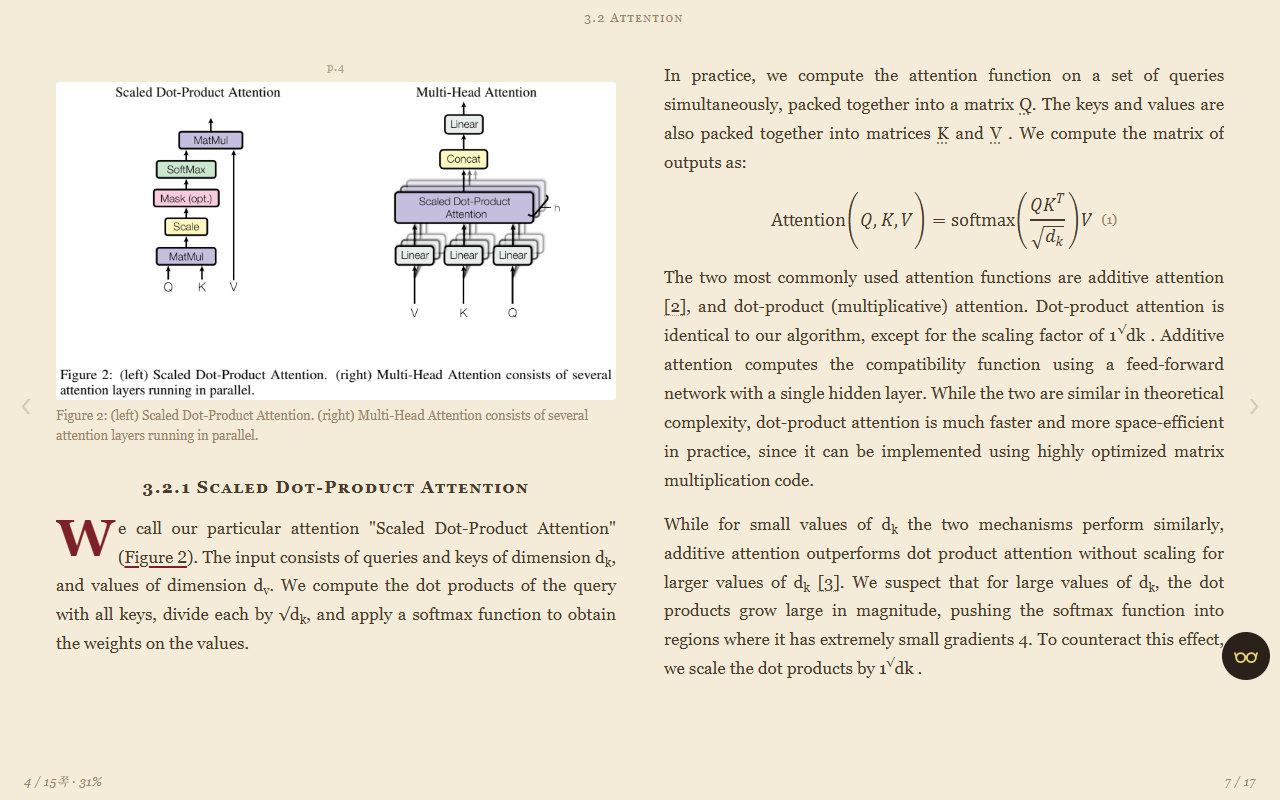 3.2 Attention
p.4
Scaled Dot-Product Attention
MatMul
SoftMax
Mask (opt.)
Scale
MatMul
Q K V
Multi-Head Attention
Linear
Concat
Scaled Dot-Product
Attention
h
Linear Linear Linear
V K Q
Figure 2: (left) Scaled Dot-Product Attention. (right) Multi-Head Attention consists of several
attention layers running in parallel.
Figure 2: (left) Scaled Dot-Product Attention. (right) Multi-Head Attention consists of several
attention layers running in parallel.
3.2.1 Scaled Dot-Product Attention
We call our particular attention "Scaled Dot-Product Attention"
(Figure 2). The input consists of queries and keys of dimension dₖ,
and values of dimension dᵥ. We compute the dot products of the query
with all keys, divide each by √dₖ, and apply a softmax function to obtain
the weights on the values.
In practice, we compute the attention function on a set of queries
simultaneously, packed together into a matrix Q. The keys and values are
also packed together into matrices K and V . We compute the matrix of
outputs as:
Attention(Q, K, V) = softmax(QKᵀ/√dₖ)V (1)
The two most commonly used attention functions are additive attention
[2], and dot-product (multiplicative) attention. Dot-product attention is
identical to our algorithm, except for the scaling factor of 1√dk . Additive
attention computes the compatibility function using a feed-forward
network with a single hidden layer. While the two are similar in theoretical
complexity, dot-product attention is much faster and more space-efficient
in practice, since it can be implemented using highly optimized matrix
multiplication code.
While for small values of dₖ the two mechanisms perform similarly,
additive attention outperforms dot product attention without scaling for
larger values of dₖ [3]. We suspect that for large values of dₖ, the dot
products grow large in magnitude, pushing the softmax function into
regions where it has extremely small gradients 4. To counteract this effect,
we scale the dot products by 1√dk .
4 / 15쪽 · 31%
7 / 17